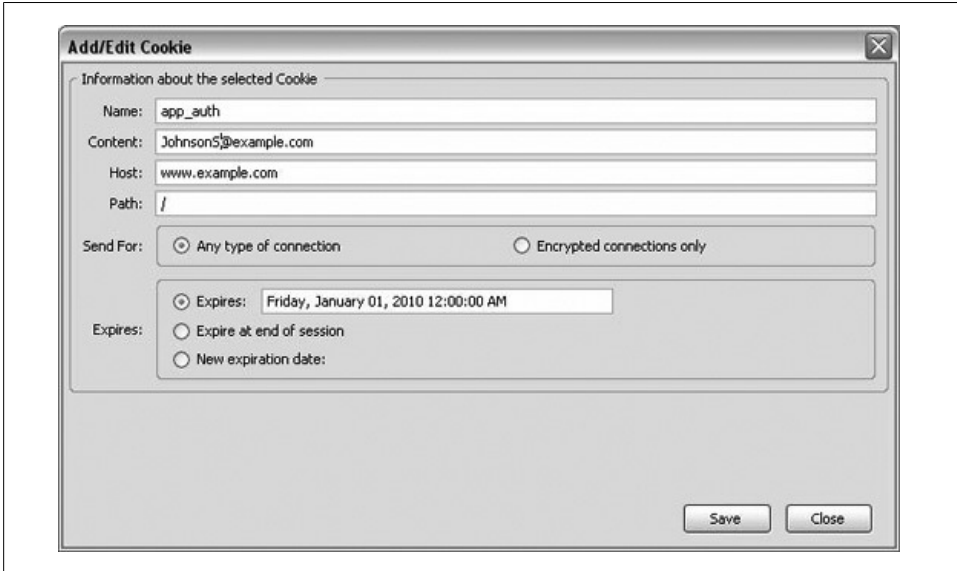 Add/Edit Cookie
Information about the selected Cookie
Name: app_auth
Content: JohnsonS@example.com
Host: www.example.com
Path: /
Send For: Any type of connection Encrypted connections only
Expires: Friday, January 01, 2010 12:00:00 AM
Expires: Expire at end of session
New expiration date:
Save Close